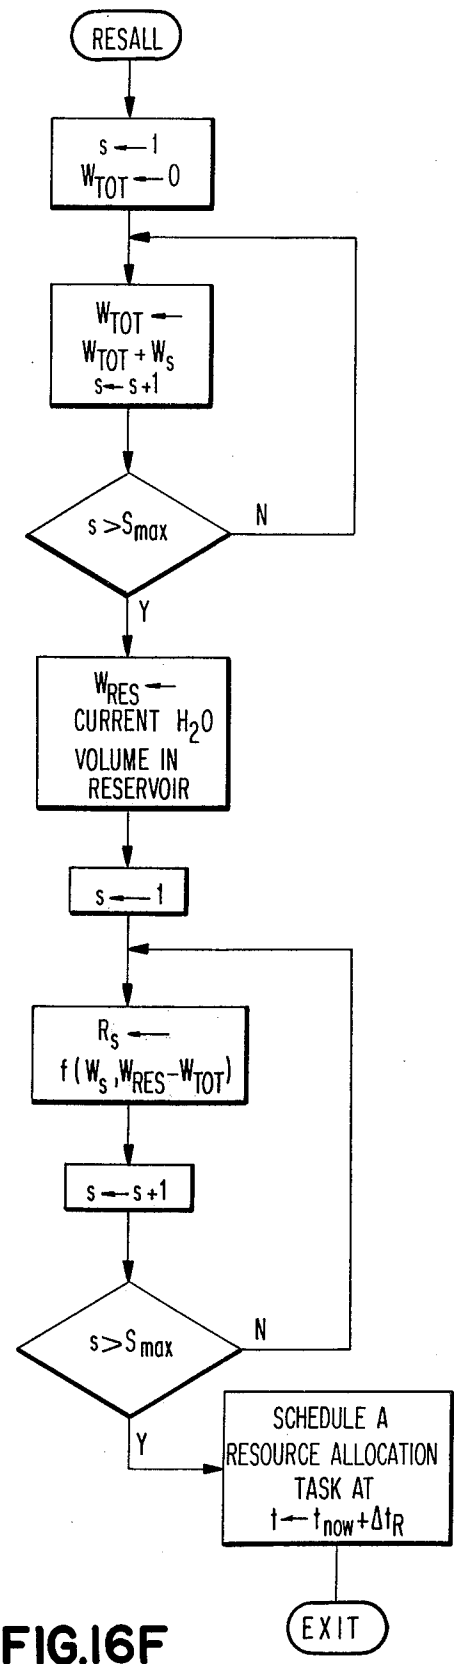 RESALL
s ← 1
W_TOT ← 0
W_TOT ←
W_TOT + W_s
s ← s+1
s > S_max
N
Y
W_RES ←
CURRENT H₂O
VOLUME IN
RESERVOIR
s ← 1
R_s ←
f(W_s, W_RES − W_TOT)
s ← s+1
s > S_max
N
Y
SCHEDULE A
RESOURCE ALLOCATION
TASK AT
t ← t_now + Δt_R
EXIT
FIG.16F